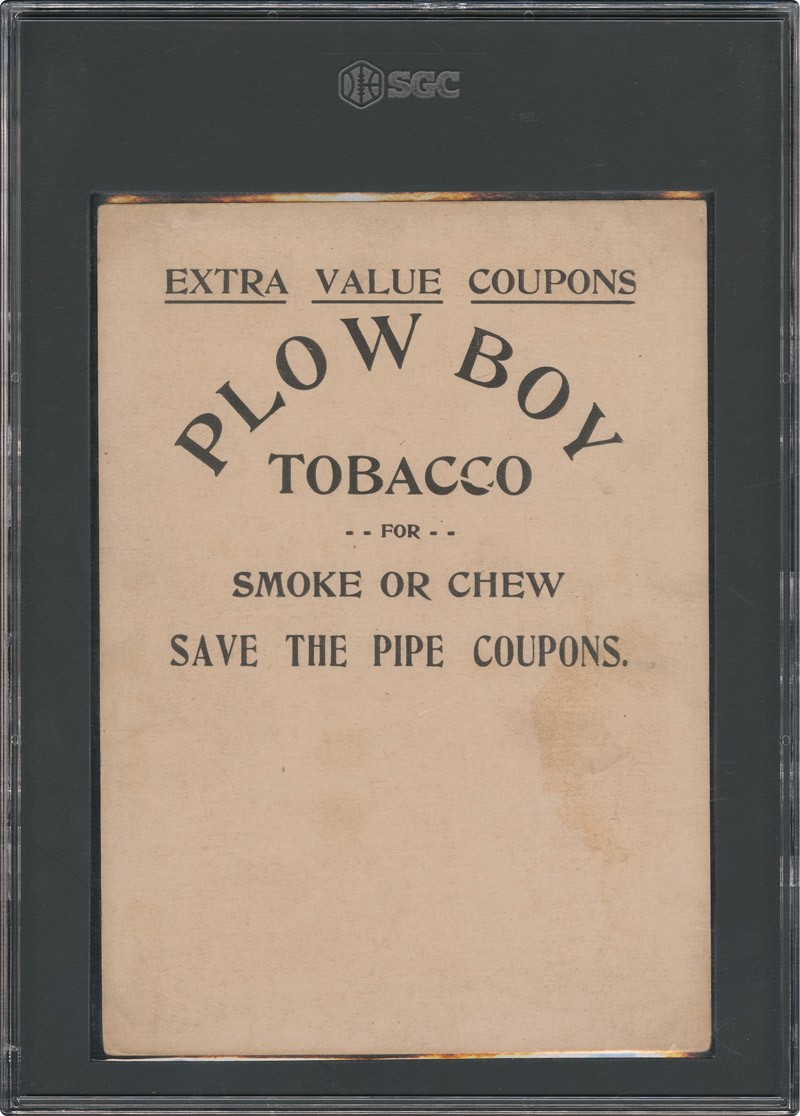 SGC
EXTRA VALUE COUPONS
PLOW BOY
TOBACCO
-- FOR --
SMOKE OR CHEW
SAVE THE PIPE COUPONS.